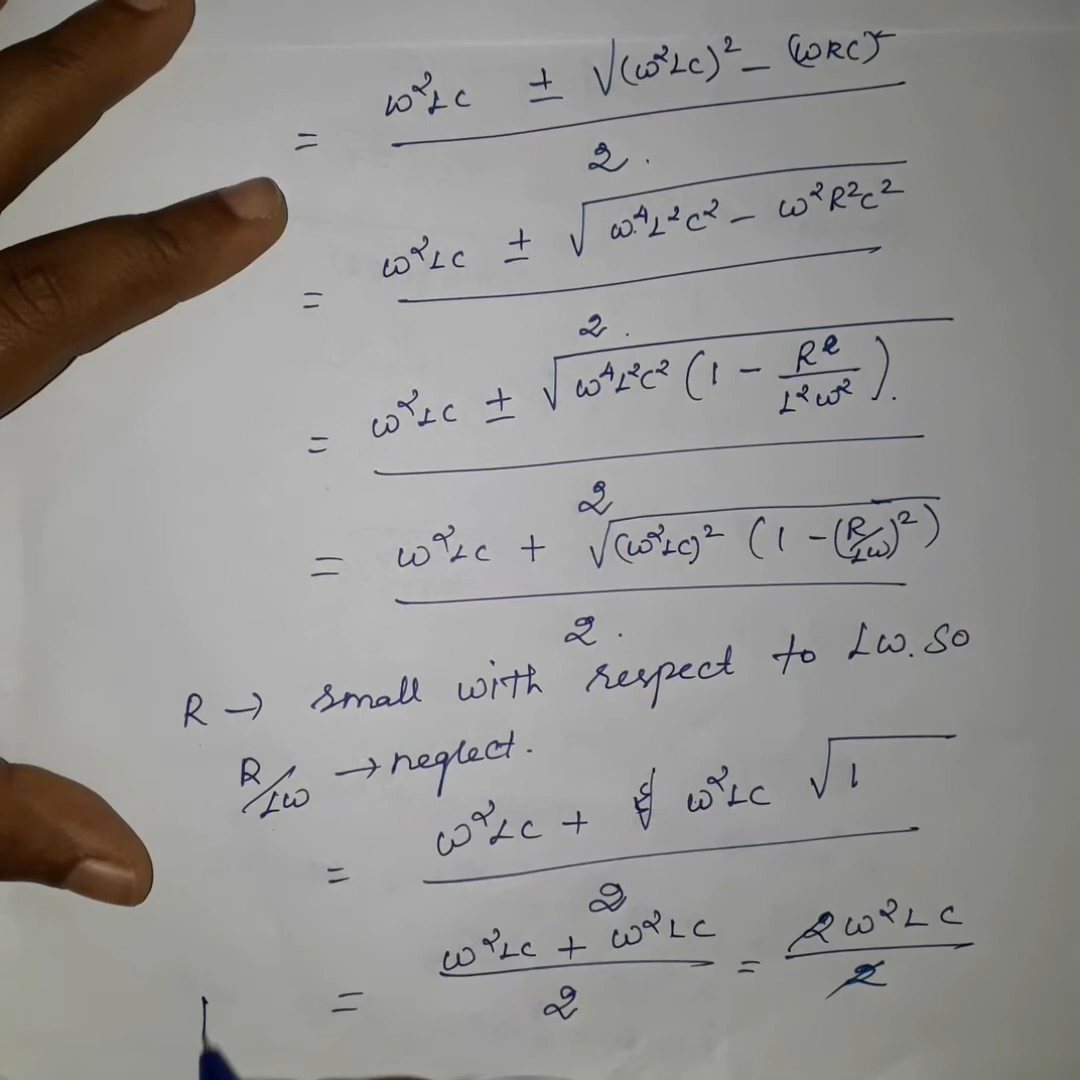 = ω²LC ± √(ω²LC)² − (ωRC)² / 2.
= ω²LC ± √ω⁴L²C² − ω²R²C² / 2.
= ω²LC ± √ω⁴L²C² (1 − R²/L²ω²). / 2
= ω²LC + √(ω²LC)² (1 − (R/Lω)²) / 2.
R → small with respect to Lω. So
R/Lω → neglect.
= ω²LC + ω²LC √1 / 2
= ω²LC + ω²LC / 2 = 2ω²LC / 2